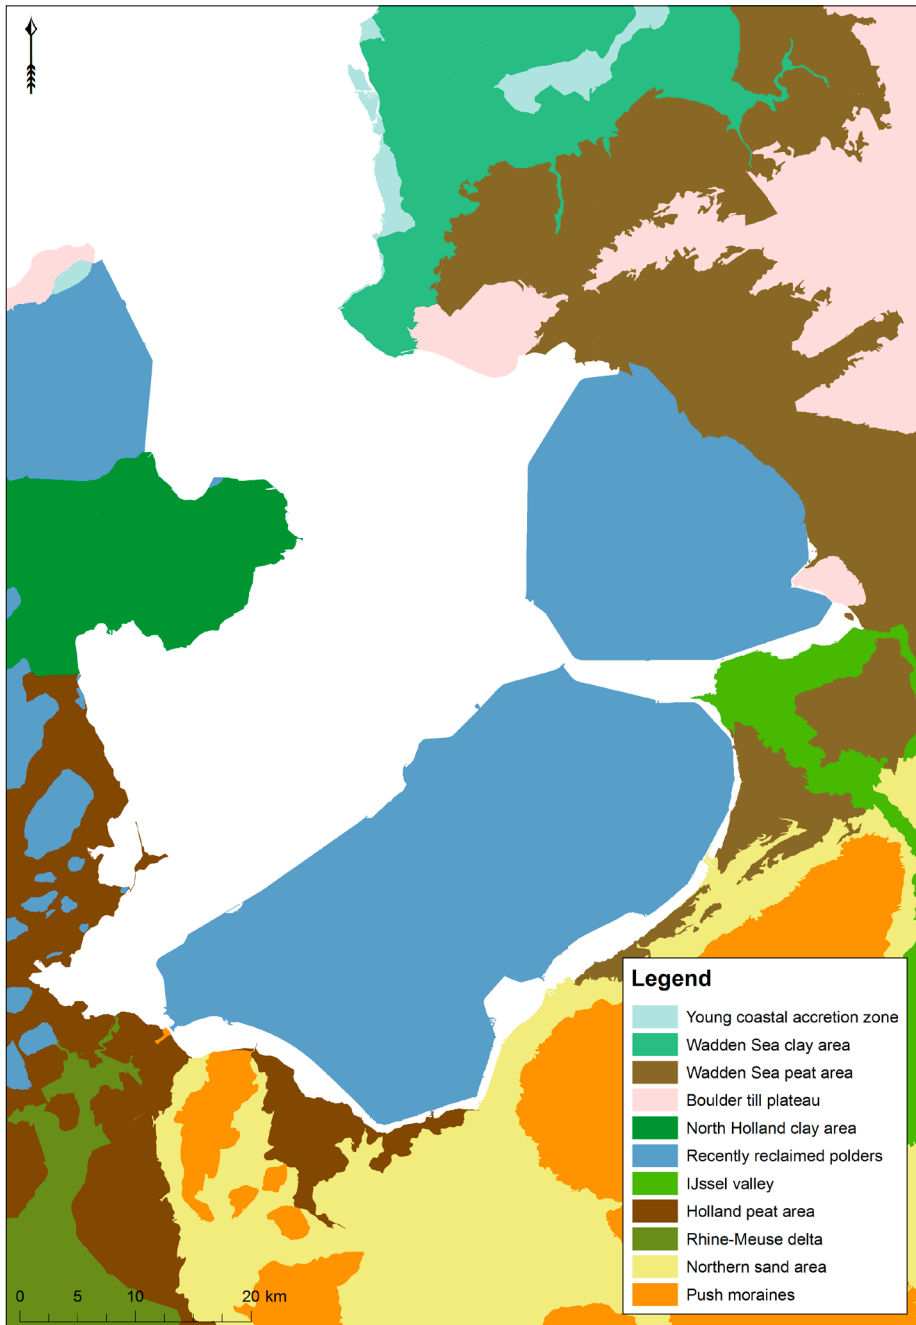 Legend
Young coastal accretion zone
Wadden Sea clay area
Wadden Sea peat area
Boulder till plateau
North Holland clay area
Recently reclaimed polders
IJssel valley
Holland peat area
Rhine-Meuse delta
Northern sand area
Push moraines
0 5 10 20 km